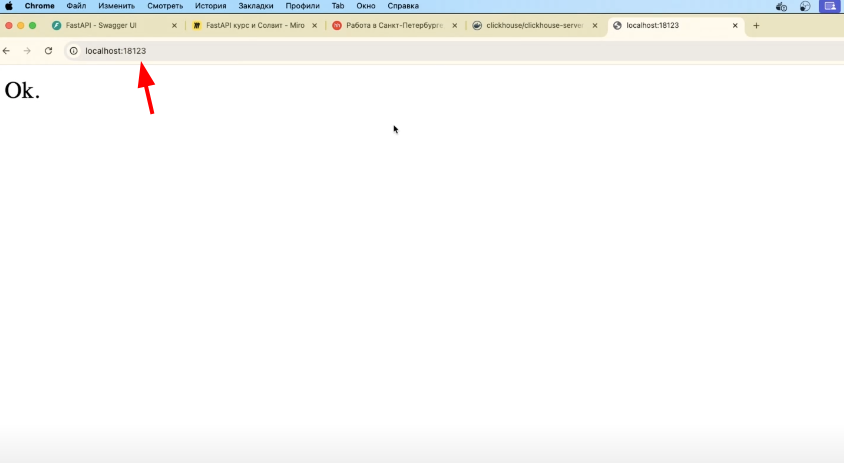 Chrome Файл Изменить Смотреть История Закладки Профили Tab Окно Справка
FastAPI - Swagger UI FastAPI курс и Солвит - Miro Работа в Санкт-Петербурге clickhouse/clickhouse-server localhost:18123
localhost:18123
Ok.